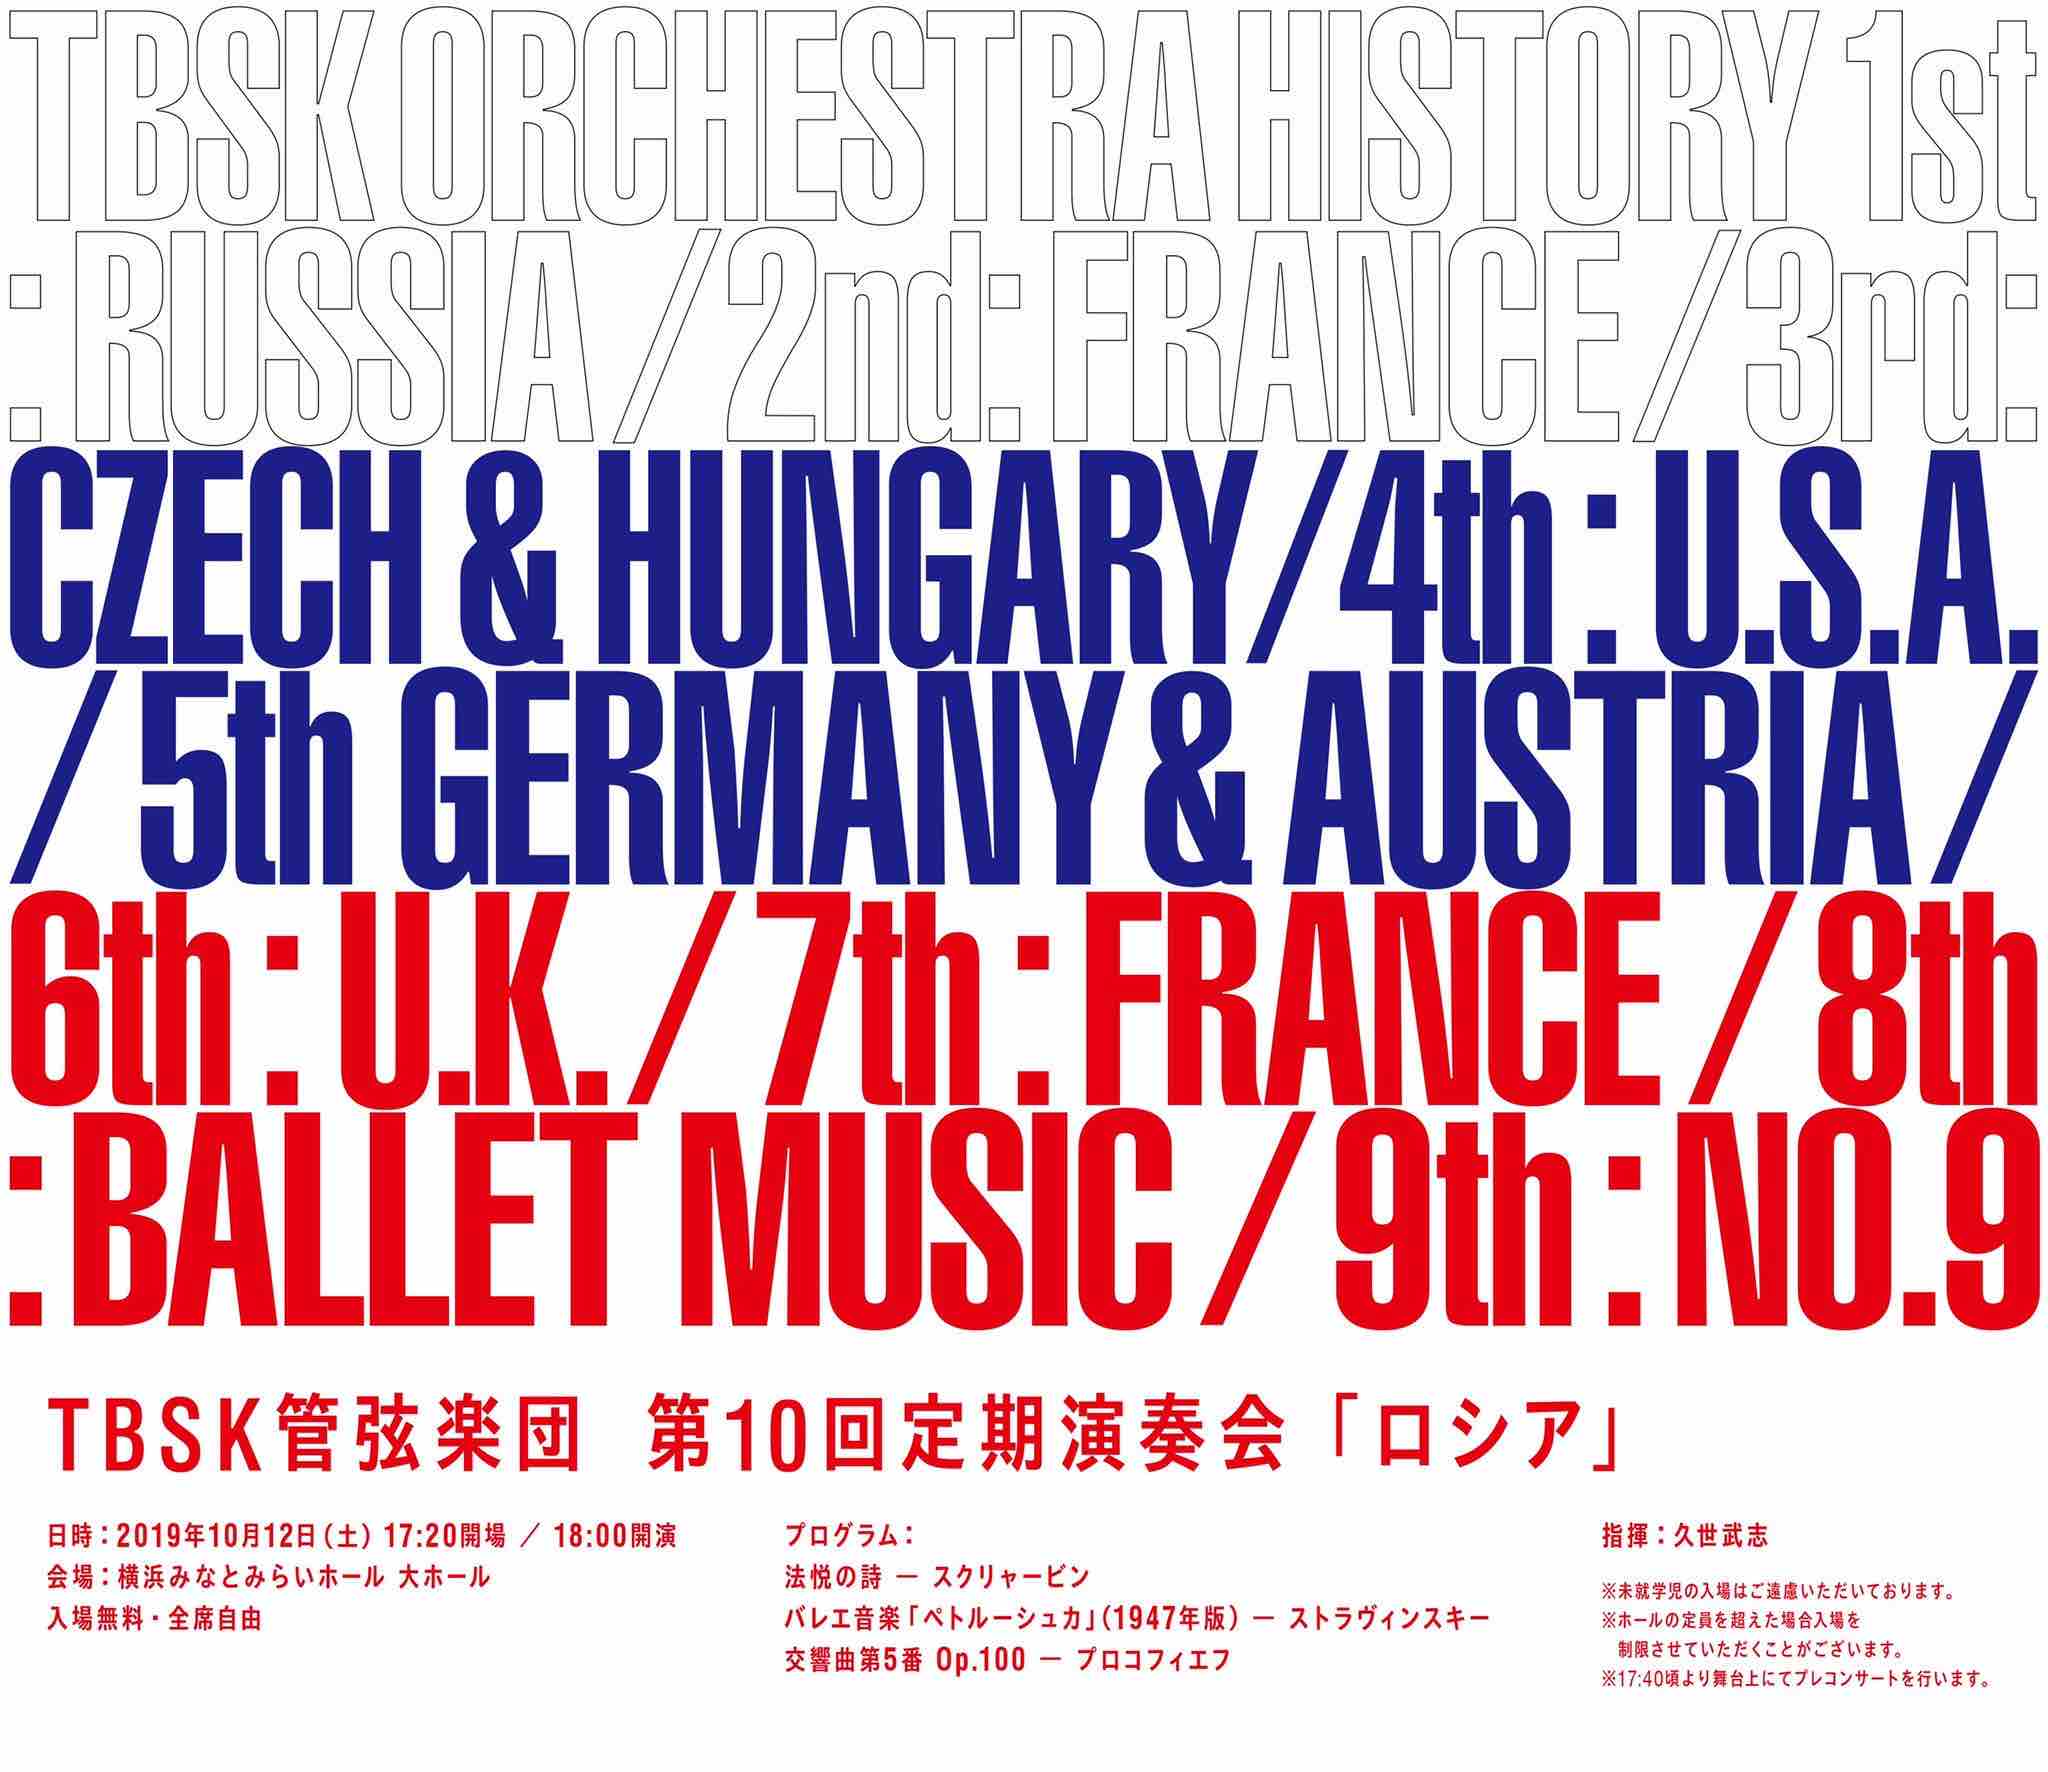 TBSK ORCHESTRA HISTORY 1st
: RUSSIA / 2nd: FRANCE / 3rd:
CZECH & HUNGARY/4th : U.S.A.
/ 5th GERMANY & AUSTRIA /
6th : U.K. / 7th : FRANCE / 8th
: BALLET MUSIC / 9th : NO.9
TBSK管弦楽団 第10回定期演奏会「ロシア」
日時：2019年10月12日（土） 17:20開場 ／ 18:00開演
会場：横浜みなとみらいホール 大ホール
入場無料・全席自由
プログラム：
法悦の詩 ― スクリャービン
バレエ音楽「ペトルーシュカ」（1947年版） ― ストラヴィンスキー
交響曲第5番 Op.100 ― プロコフィエフ
指揮：久世武志
※未就学児の入場はご遠慮いただいております。
※ホールの定員を超えた場合入場を
制限させていただくことがございます。
※17:40頃より舞台上にてプレコンサートを行います。